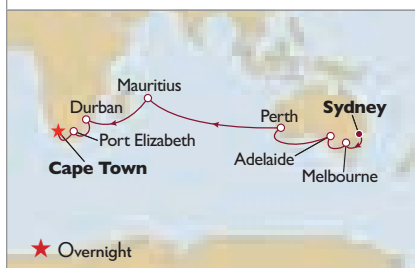 Mauritius
Durban
Port Elizabeth
Cape Town
Perth
Sydney
Adelaide
Melbourne
Overnight